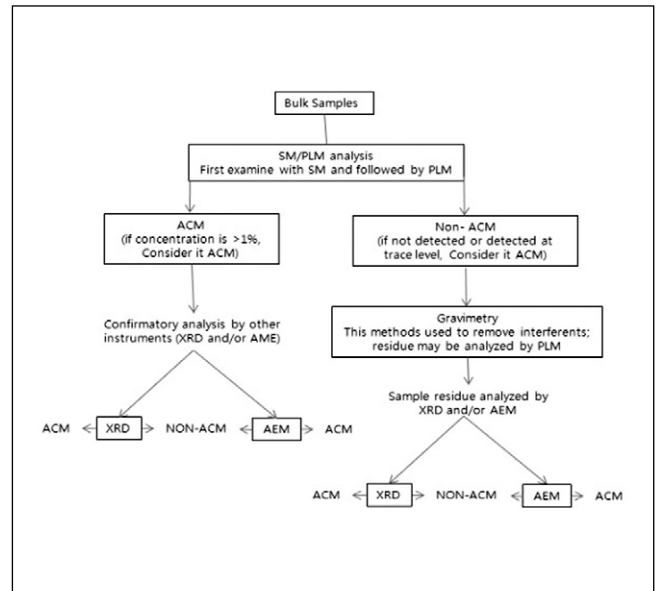 Bulk Samples
SM/PLM analysis
First examine with SM and followed by PLM
ACM
(if concentration is >1%,
Consider it ACM)
Non- ACM
(if not detected or detected at
trace level, Consider it ACM)
Confirmatory analysis by other
instruments (XRD and/or AME)
Gravimetry
This methods used to remove interferents;
residue may be analyzed by PLM
Sample residue analyzed by
XRD and/or AEM
ACM XRD NON-ACM AEM ACM
ACM XRD NON-ACM AEM ACM